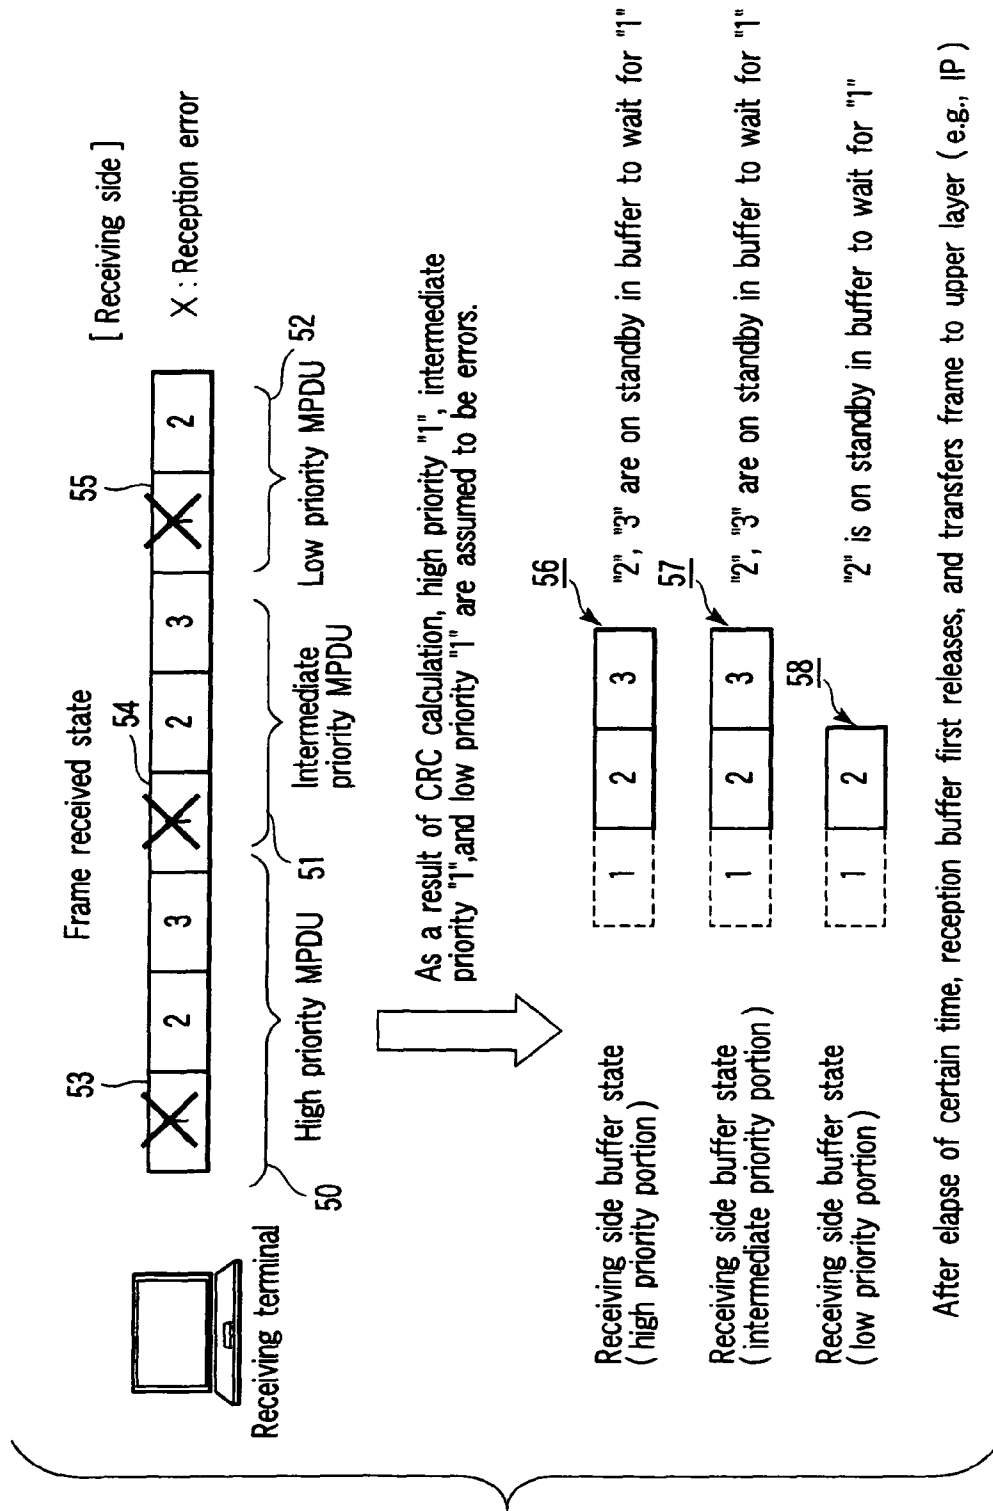 [ Receiving side ]
Frame received state
X : Reception error
53
54
55
2
3
2
3
2
50
51
52
High priority MPDU
Intermediate
priority MPDU
Low priority MPDU
Receiving terminal
As a result of CRC calculation, high priority "1", intermediate
priority "1",and low priority "1" are assumed to be errors.
Receiving side buffer state
(high priority portion)
1
2
3
56
"2", "3" are on standby in buffer to wait for "1"
Receiving side buffer state
(intermediate priority portion)
1
2
3
57
"2", "3" are on standby in buffer to wait for "1"
Receiving side buffer state
(low priority portion)
1
2
58
"2" is on standby in buffer to wait for "1"
After elapse of certain time, reception buffer first releases, and transfers frame to upper layer (e.g., IP)